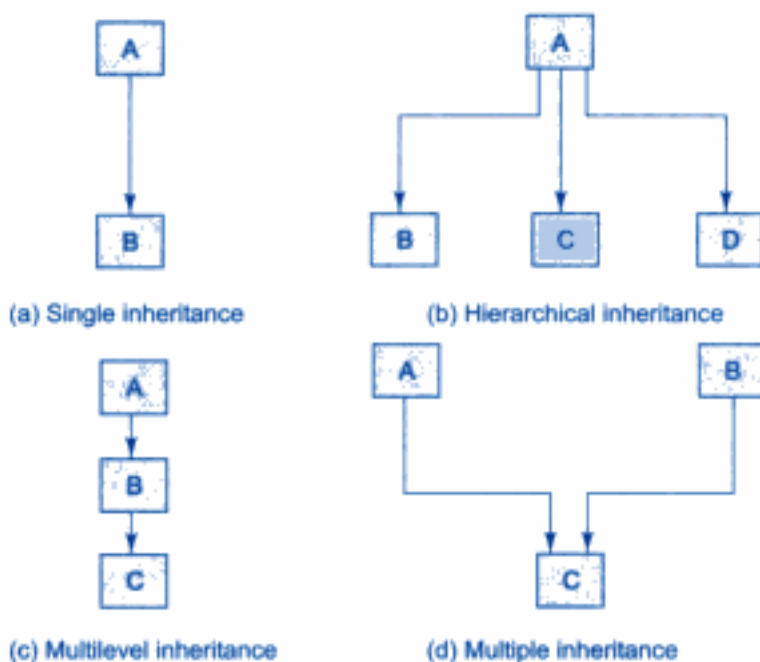 A
A
B
B
C
D
(a) Single inheritance
(b) Hierarchical inheritance
A
A
B
B
C
C
(c) Multilevel inheritance
(d) Multiple inheritance